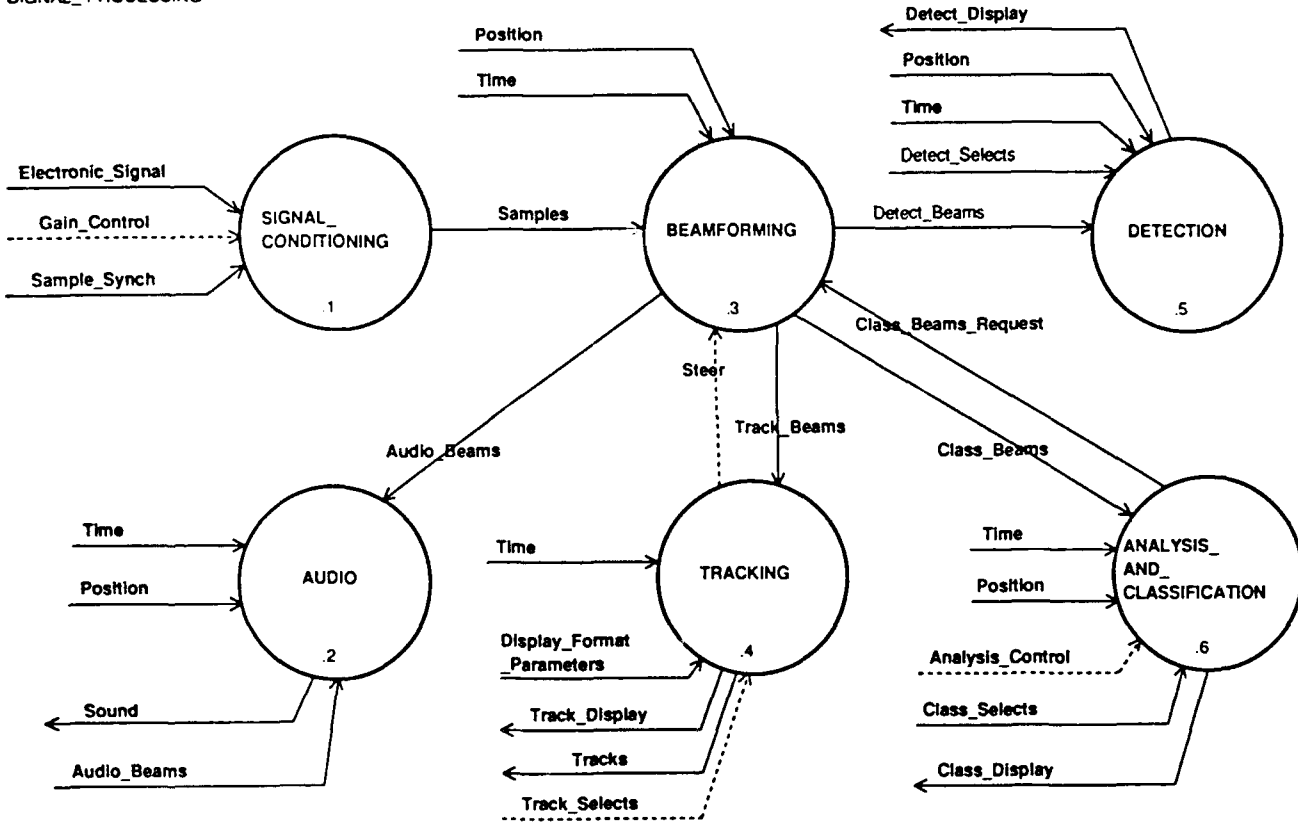 Detect_Display
Position
Position
Time
Time
Detect_Selects
Electronic_Signal
Gain_Control
Sample_Synch
SIGNAL_
CONDITIONING
.1
Samples
BEAMFORMING
.3
Detect_Beams
DETECTION
.5
Class_Beams_Request
Steer
Track_Beams
Audio_Beams
Class_Beams
Time
Position
AUDIO
.2
Sound
Audio_Beams
Time
TRACKING
.4
Display_Format
_Parameters
Track_Display
Tracks
Track_Selects
Time
Position
ANALYSIS_
AND_
CLASSIFICATION
.6
Analysis_Control
Class_Selects
Class_Display